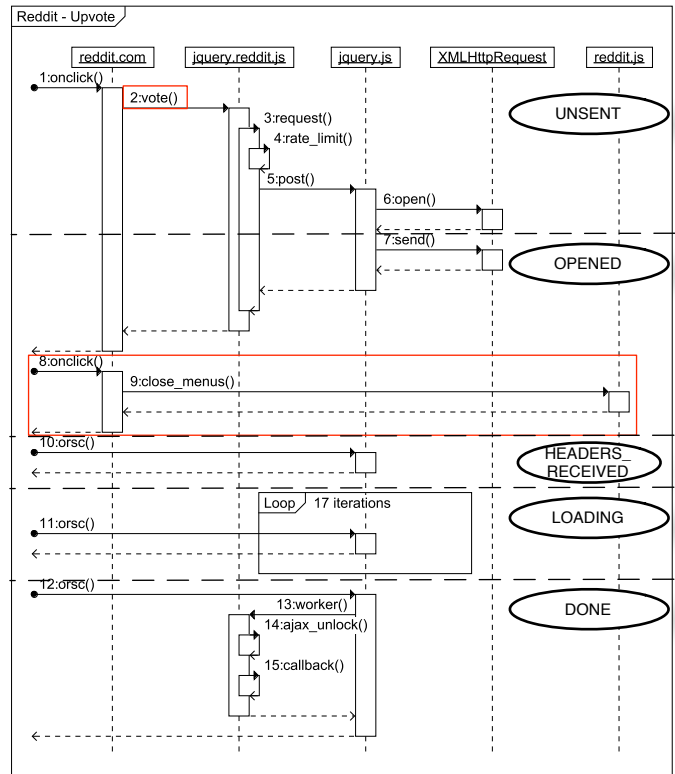 Reddit - Upvote
reddit.com
jquery.reddit.js
jquery.js
XMLHttpRequest
reddit.js
1:onclick()
2:vote()
3:request()
UNSENT
4:rate_limit()
5:post()
6:open()
7:send()
OPENED
8:onclick()
9:close_menus()
10:orsc()
HEADERS_
RECEIVED
Loop
17 iterations
11:orsc()
LOADING
12:orsc()
13:worker()
DONE
14:ajax_unlock()
15:callback()